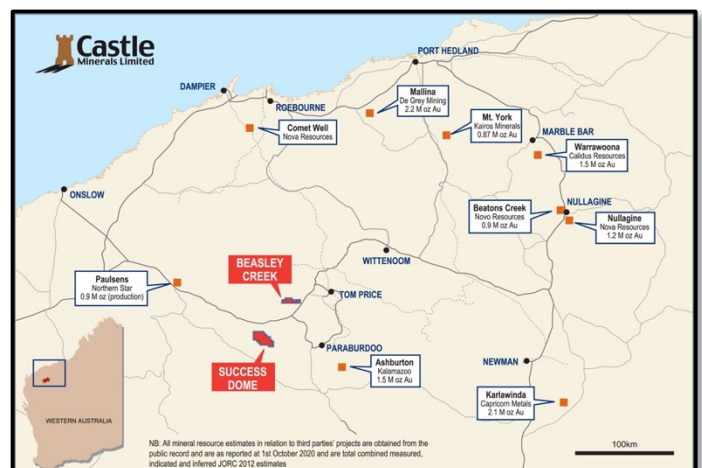 Castle
Minerals Limited
PORT HEDLAND
DAMPIER
ROEBOURNE
Mallina
De Grey Mining
2.2 M oz Au
Comet Well
Nova Resources
Mt. York
Kairos Minerals
0.87 M oz Au
MARBLE BAR
Warrawoona
Calidus Resources
1.5 M oz Au
ONSLOW
Beatons Creek
Novo Resources
0.9 M oz Au
NULLAGINE
Nullagine
Nova Resources
1.2 M oz Au
WITTENOOM
BEASLEY
CREEK
Paulsens
Northern Star
0.9 M oz (production)
TOM PRICE
PARABURDOO
SUCCESS
DOME
Ashburton
Kalamazoo
1.5 M oz Au
NEWMAN
Karlawinda
Capricorn Metals
2.1 M oz Au
WESTERN AUSTRALIA
NB: All mineral resource estimates in relation to third parties' projects are obtained from the
public record and are as reported at 1st October 2020 and are total combined measured,
indicated and inferred JORC 2012 estimates
100km